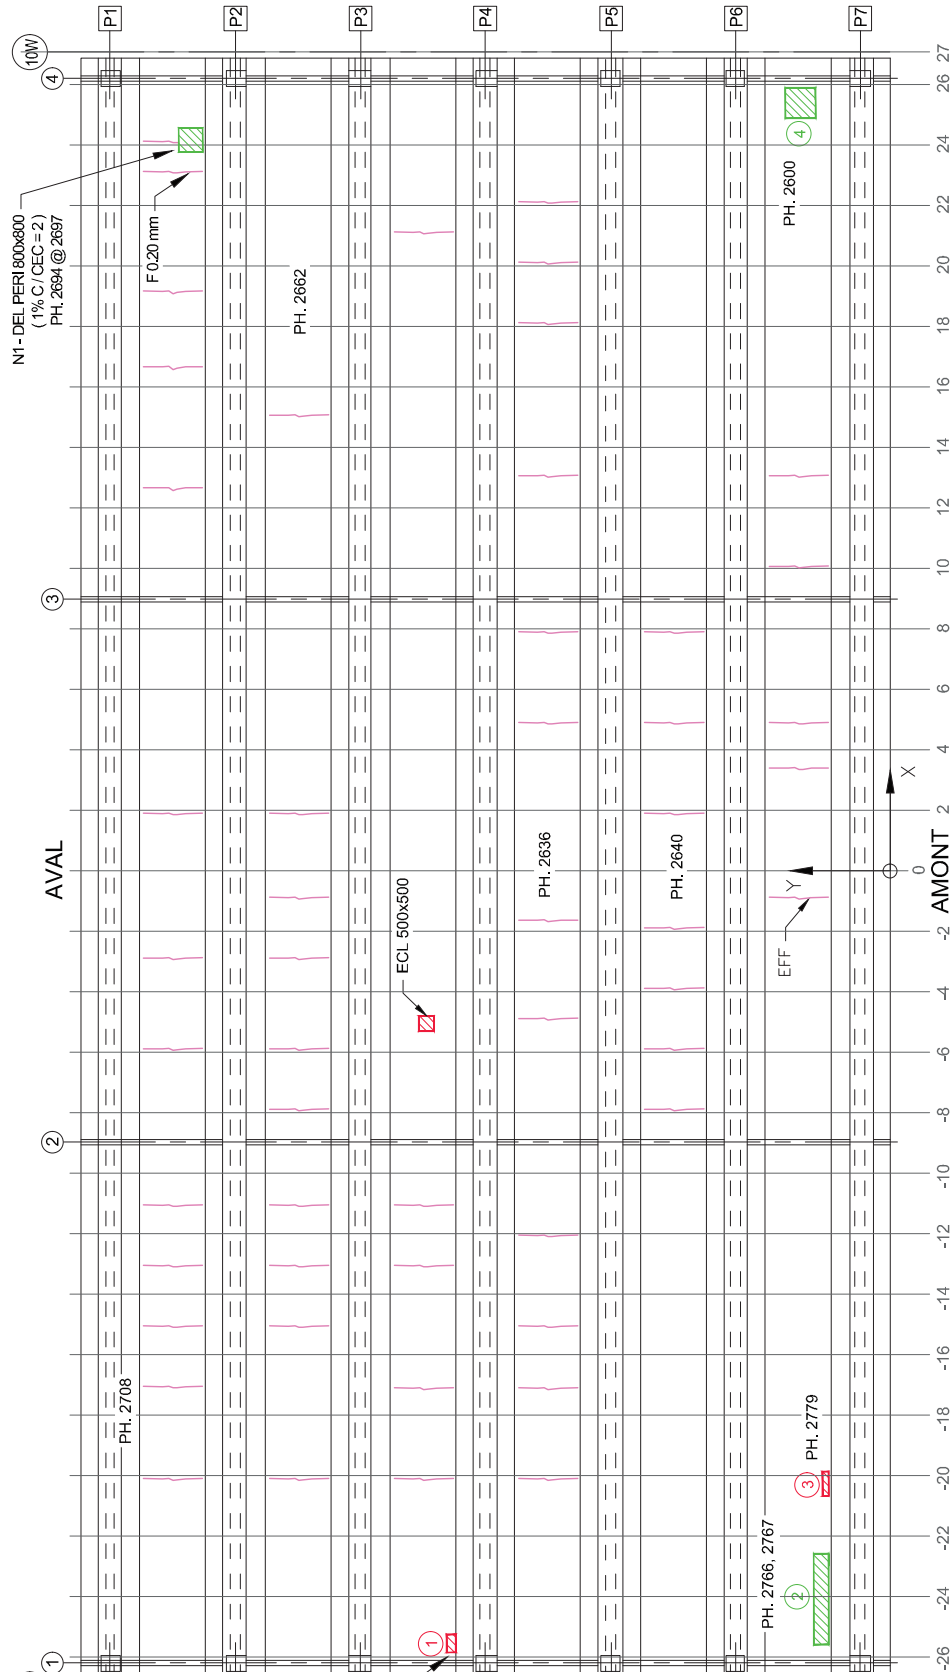 10W
4
3
2
1
P1
P2
P3
P4
P5
P6
P7
N1 - DEL PERI 800x800
( 1% C / CEC = 2 )
PH. 2694 @ 2697
F 0.20 mm
PH. 2662
PH. 2600
4
AVAL
ECL 500x500
PH. 2636
PH. 2640
EFF
Y
X
AMONT
PH. 2708
PH. 2779
3
PH. 2766, 2767
2
1
27
26
24
22
20
18
16
14
12
10
8
6
4
2
0
-2
-4
-6
-8
-10
-12
-14
-16
-18
-20
-22
-24
-26